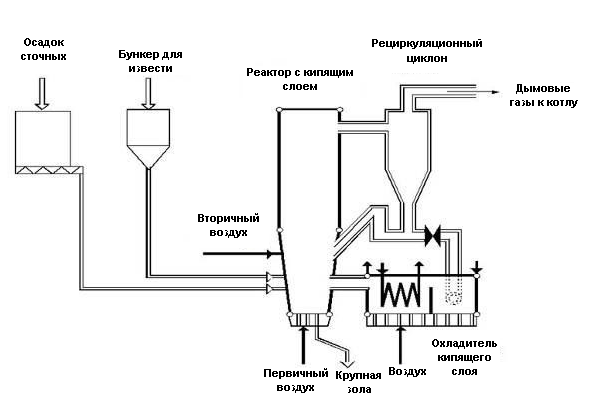 Осадок
сточных
Бункер для
извести
Реактор с кипящим
слоем
Рециркуляционный
циклон
Дымовые
газы к котлу
Вторичный
воздух
Первичный
воздух
Крупная
зола
Воздух
Охладитель
кипящего
слоя